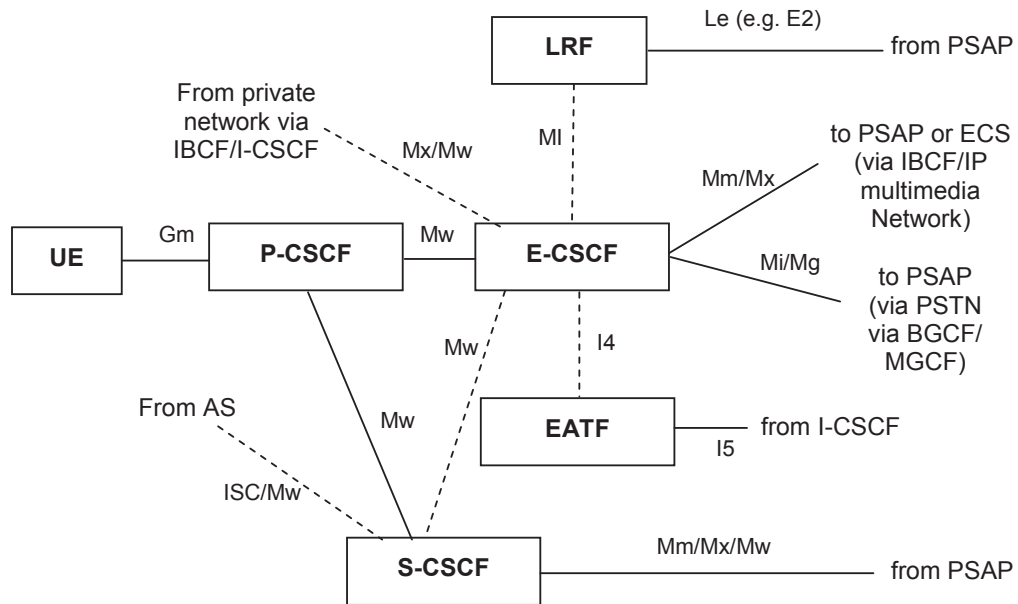 Le (e.g. E2)
LRF
from PSAP
From private
network via
IBCF/I-CSCF
Mx/Mw
Ml
to PSAP or ECS
(via IBCF/IP
multimedia
Network)
Mm/Mx
UE
Gm
P-CSCF
Mw
E-CSCF
Mi/Mg
to PSAP
(via PSTN
via BGCF/
MGCF)
Mw
I4
From AS
Mw
EATF
from I-CSCF
I5
ISC/Mw
S-CSCF
Mm/Mx/Mw
from PSAP